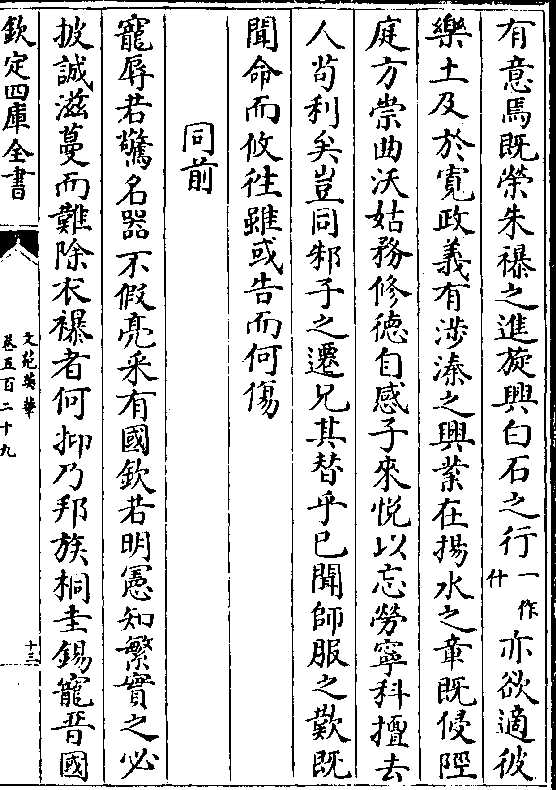 有意焉既榮朱襮之進旋興白石之行一作什亦欲適彼
樂土及於寛政義有渉溱之興業在揚水之章既侵陘
庭方崇曲沃姑務修德自感子來悦以忘勞寧科擅去
人苟利矣豈同邾子之遷兄其替乎已聞師服之歎既
聞命而攸往雖或告而何傷
同前
寵辱若驚名器不假亮采有國欽若明憲知繁實之必
披誠滋蔓而難除衣襮者何抑乃邦族桐圭錫寵晉國
欽定四庫全書
文苑英華
卷五百二十九
十三